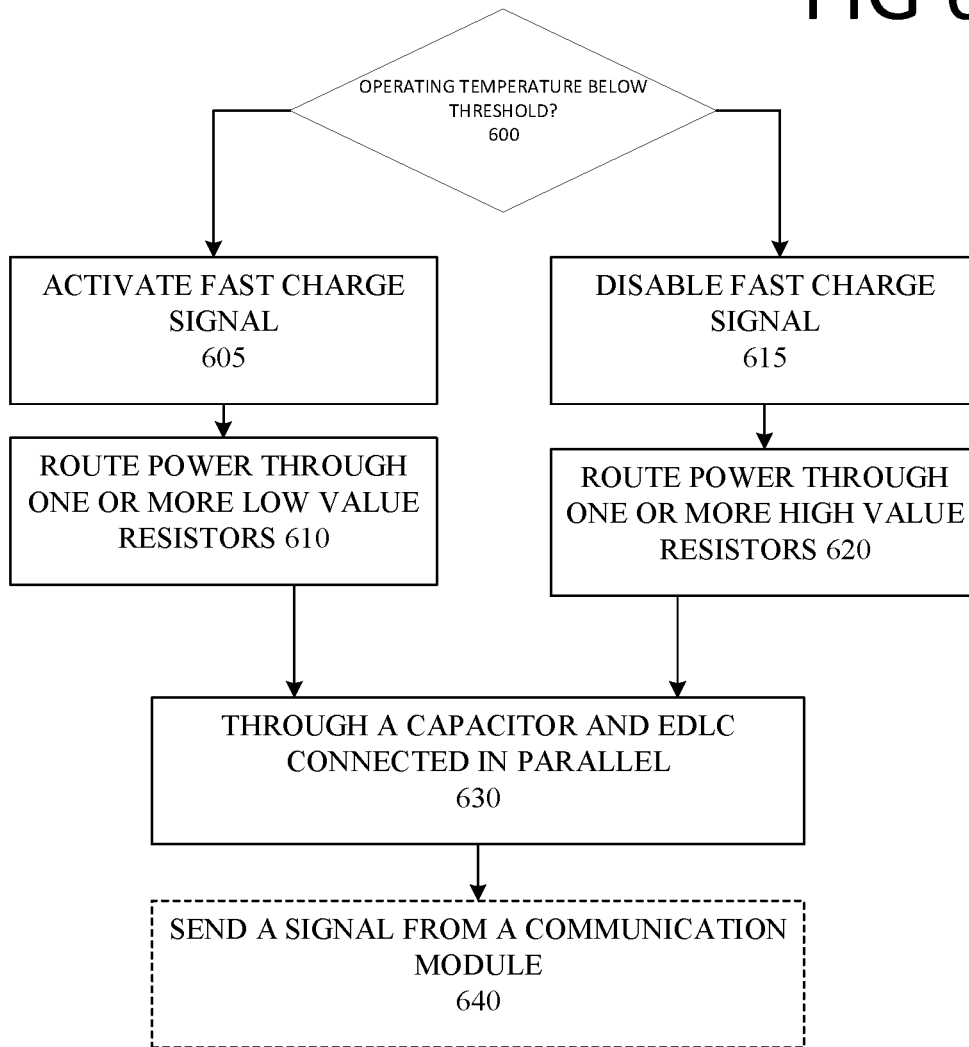 FIG
OPERATING TEMPERATURE BELOW
THRESHOLD?
600
ACTIVATE FAST CHARGE
SIGNAL
605
DISABLE FAST CHARGE
SIGNAL
615
ROUTE POWER THROUGH
ONE OR MORE LOW VALUE
RESISTORS 610
ROUTE POWER THROUGH
ONE OR MORE HIGH VALUE
RESISTORS 620
THROUGH A CAPACITOR AND EDLC
CONNECTED IN PARALLEL
630
SEND A SIGNAL FROM A COMMUNICATION
MODULE
640